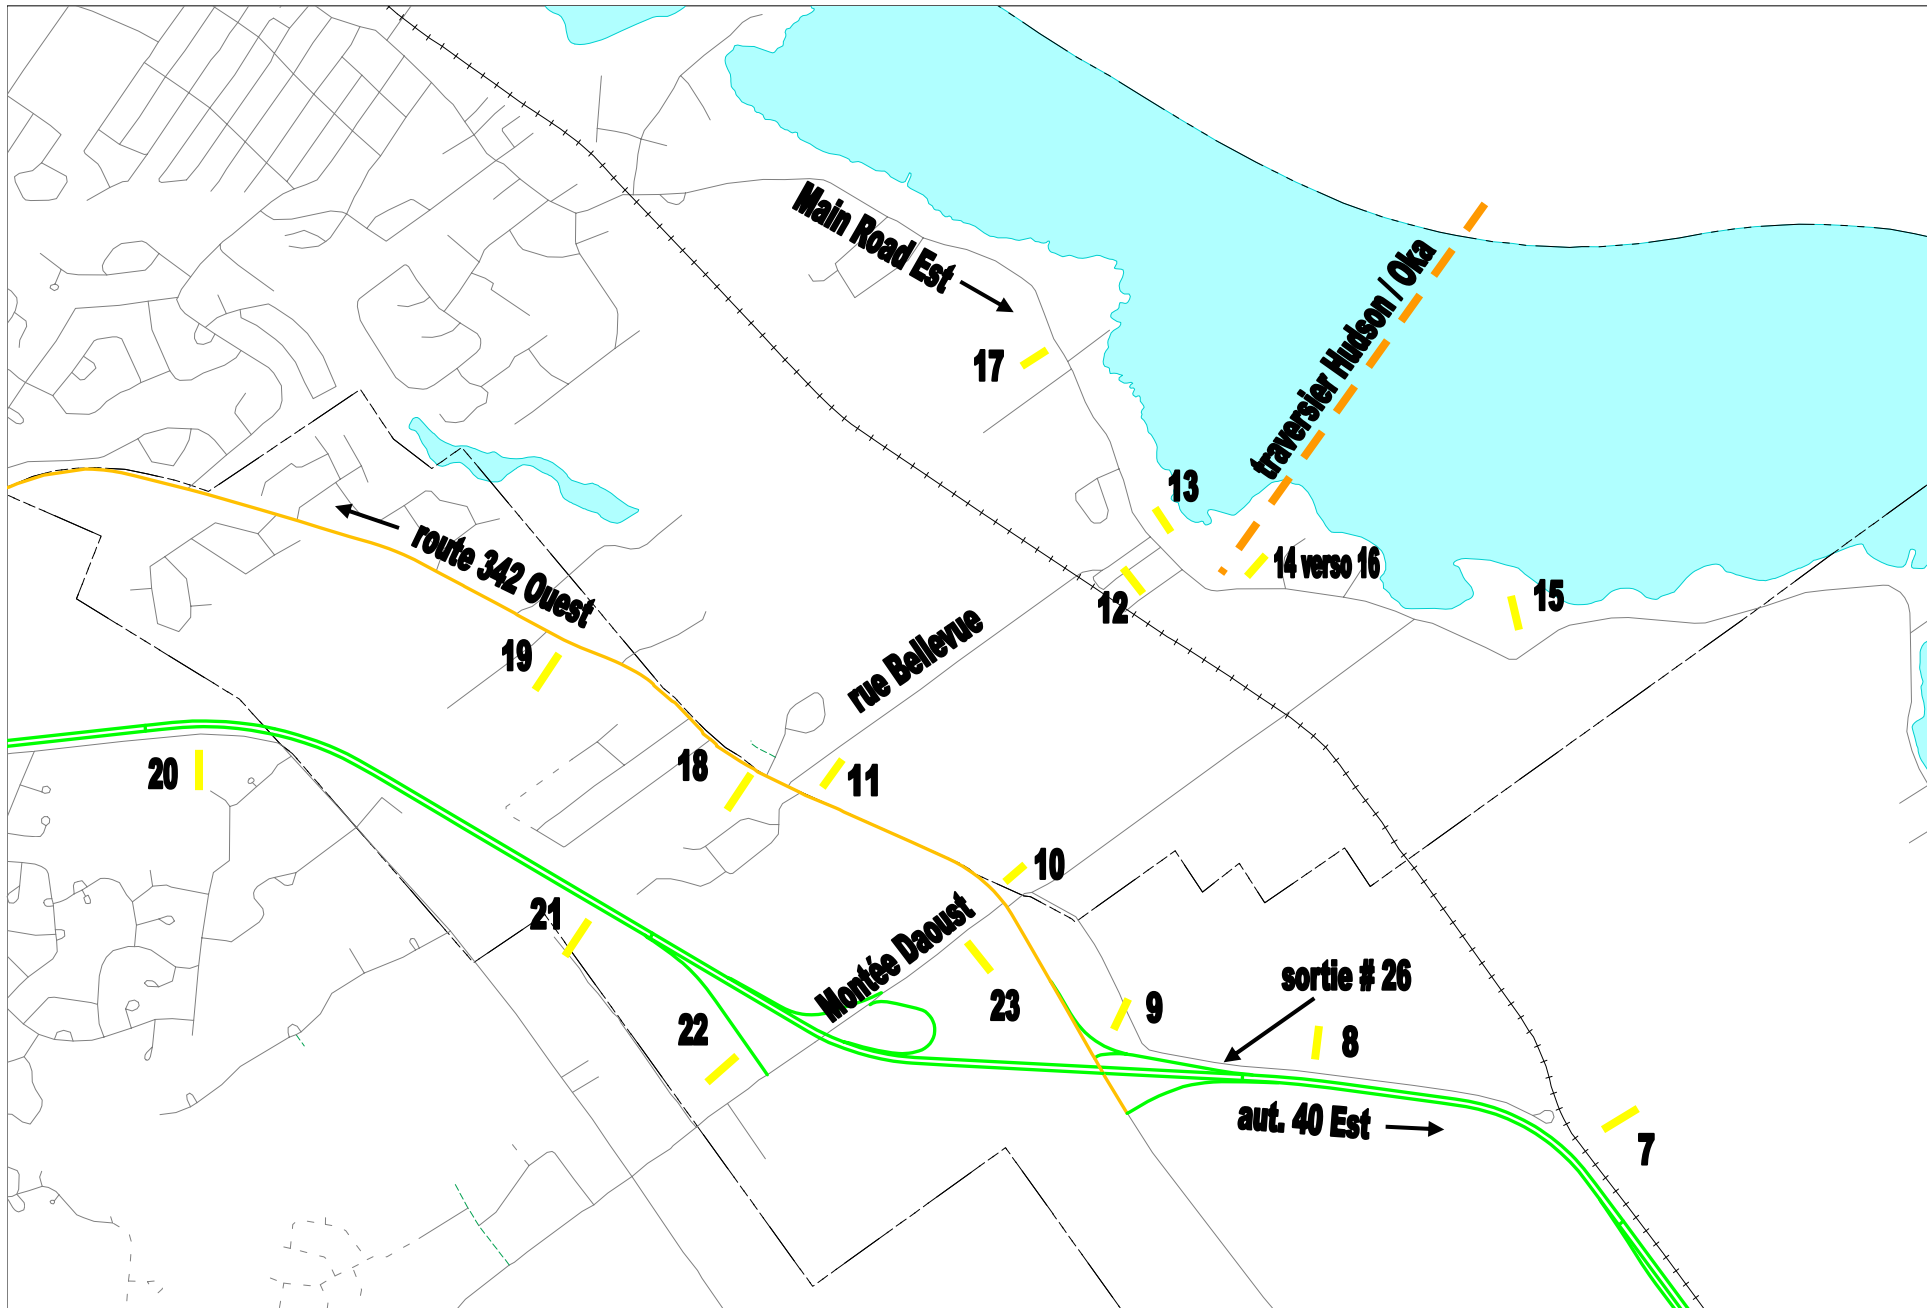 Main Road Est
traversier Hudson / Oka
17
13
route 342 Ouest
14 verso 16
12
15
19
rue Bellevue
20
18
11
10
21
Montée Daoust
sortie # 26
22
23
9
8
aut. 40 Est
7